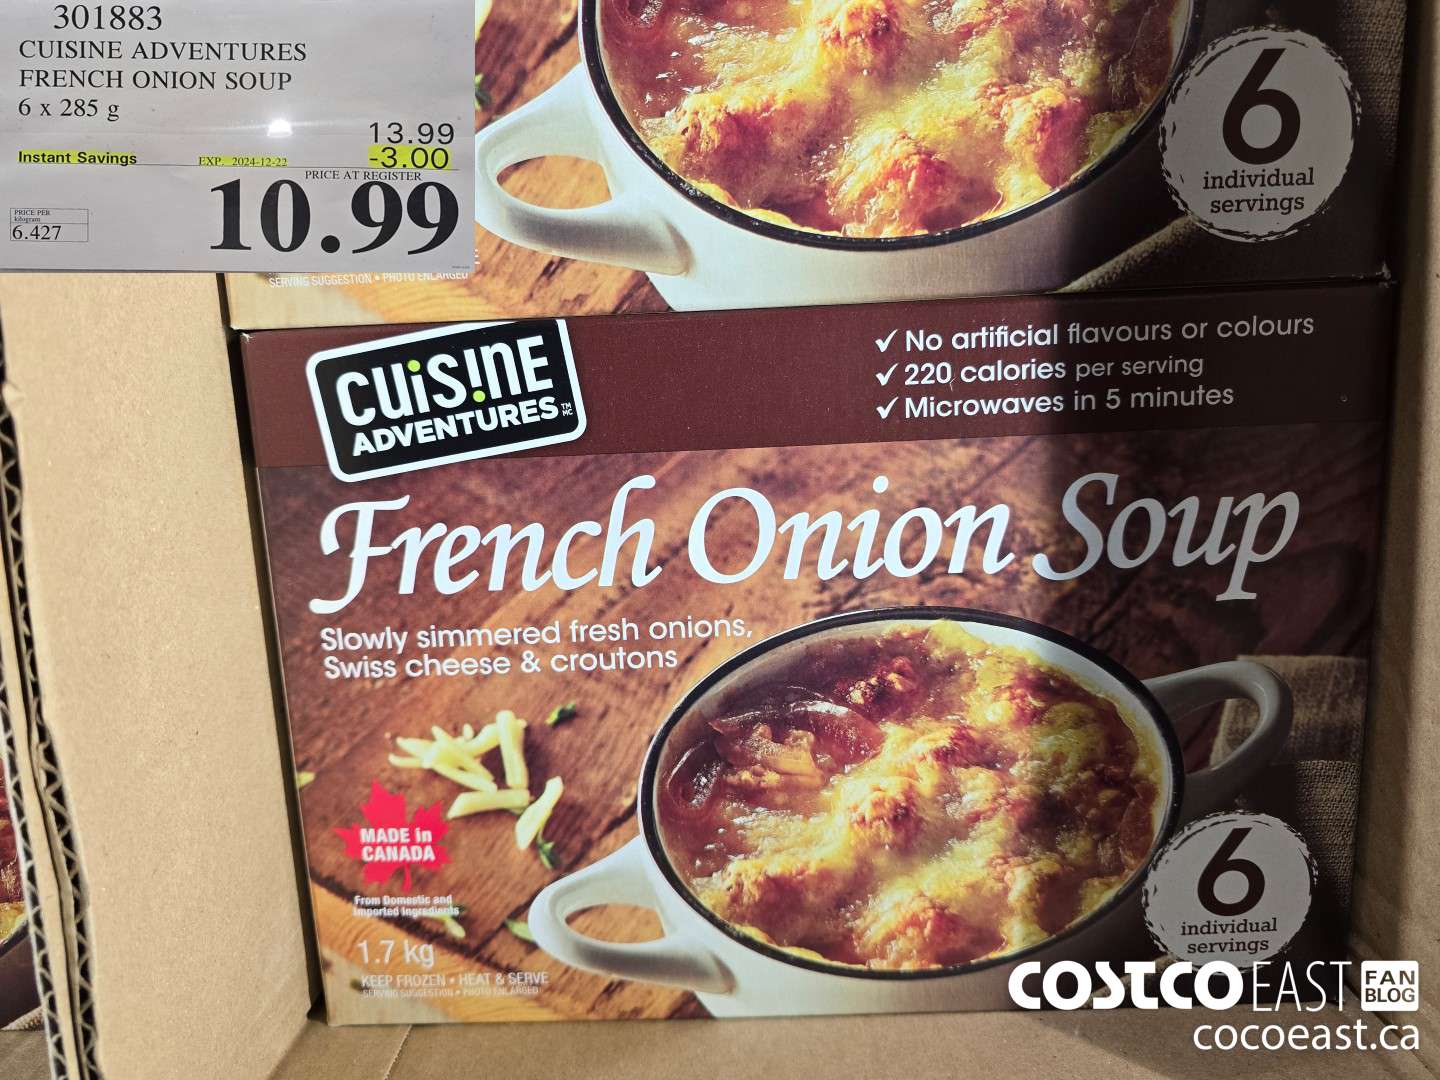 301883
CUISINE ADVENTURES
FRENCH ONION SOUP
6 x 285 g
13.99
Instant Savings EXP. 2024-12-22 -3.00
PRICE AT REGISTER
10.99
PRICE PER
kilogram
6.427
6
individual
servings
SERVING SUGGESTION • PHOTO ENLARGED
CUiS!NE
ADVENTURES TM MC
✓ No artificial flavours or colours
✓ 220 calories per serving
✓ Microwaves in 5 minutes
French Onion Soup
Slowly simmered fresh onions,
Swiss cheese & croutons
MADE in
CANADA
From Domestic and
Imported Ingredients
1.7 kg
KEEP FROZEN • HEAT & SERVE
SERVING SUGGESTION • PHOTO ENLARGED
6
individual
servings
COSTCO EAST FAN
BLOG
cocoeast.ca